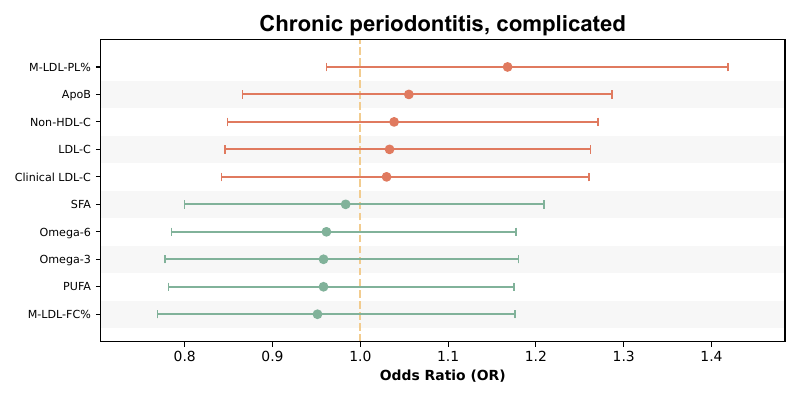 Chronic periodontitis, complicated
M-LDL-PL%
ApoB
Non-HDL-C
LDL-C
Clinical LDL-C
SFA
Omega-6
Omega-3
PUFA
M-LDL-FC%
0.8 0.9 1.0 1.1 1.2 1.3 1.4
Odds Ratio (OR)